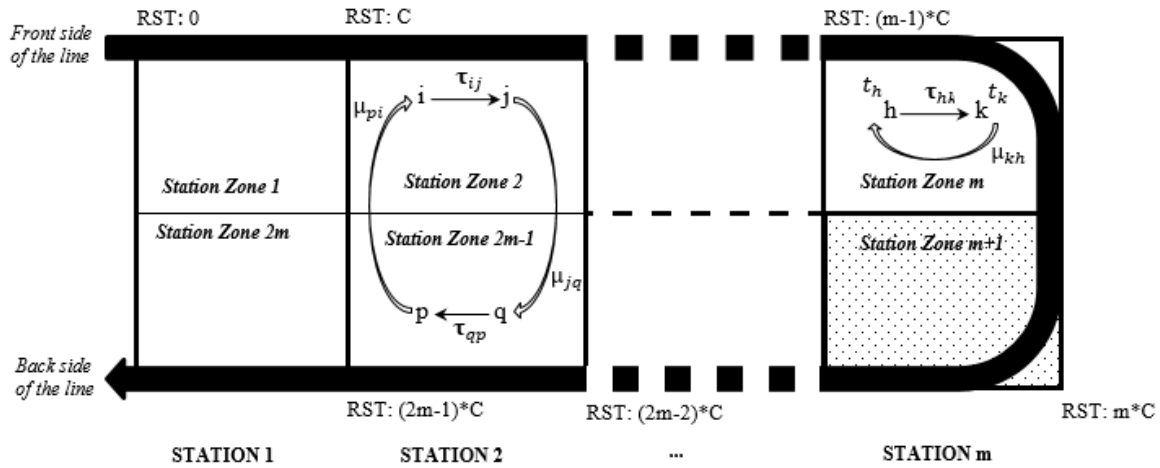 RST: 0
RST: C
RST: (m-1)*C
Front side
of the line
τij
i
j
μpi
th
τhk
tk
h
k
μkh
Station Zone 1
Station Zone 2
Station Zone m
Station Zone 2m
Station Zone 2m-1
Station Zone m+1
μjq
p
q
τqp
Back side
of the line
RST: (2m-1)*C
RST: (2m-2)*C
RST: m*C
STATION 1
STATION 2
...
STATION m